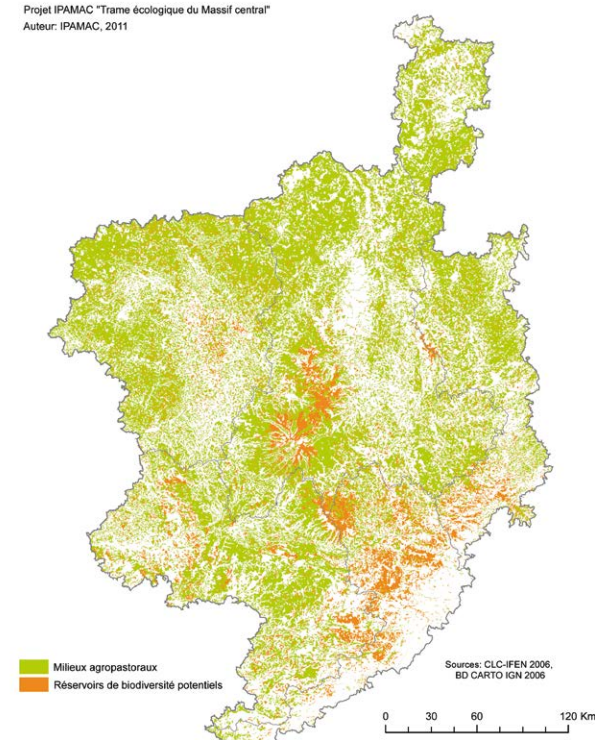 Projet IPAMAC "Trame écologique du Massif central"
Auteur: IPAMAC, 2011
Milieux agropastoraux
Réservoirs de biodiversité potentiels
Sources: CLC-IFEN 2006,
BD CARTO IGN 2006
0 30 60 120 Km